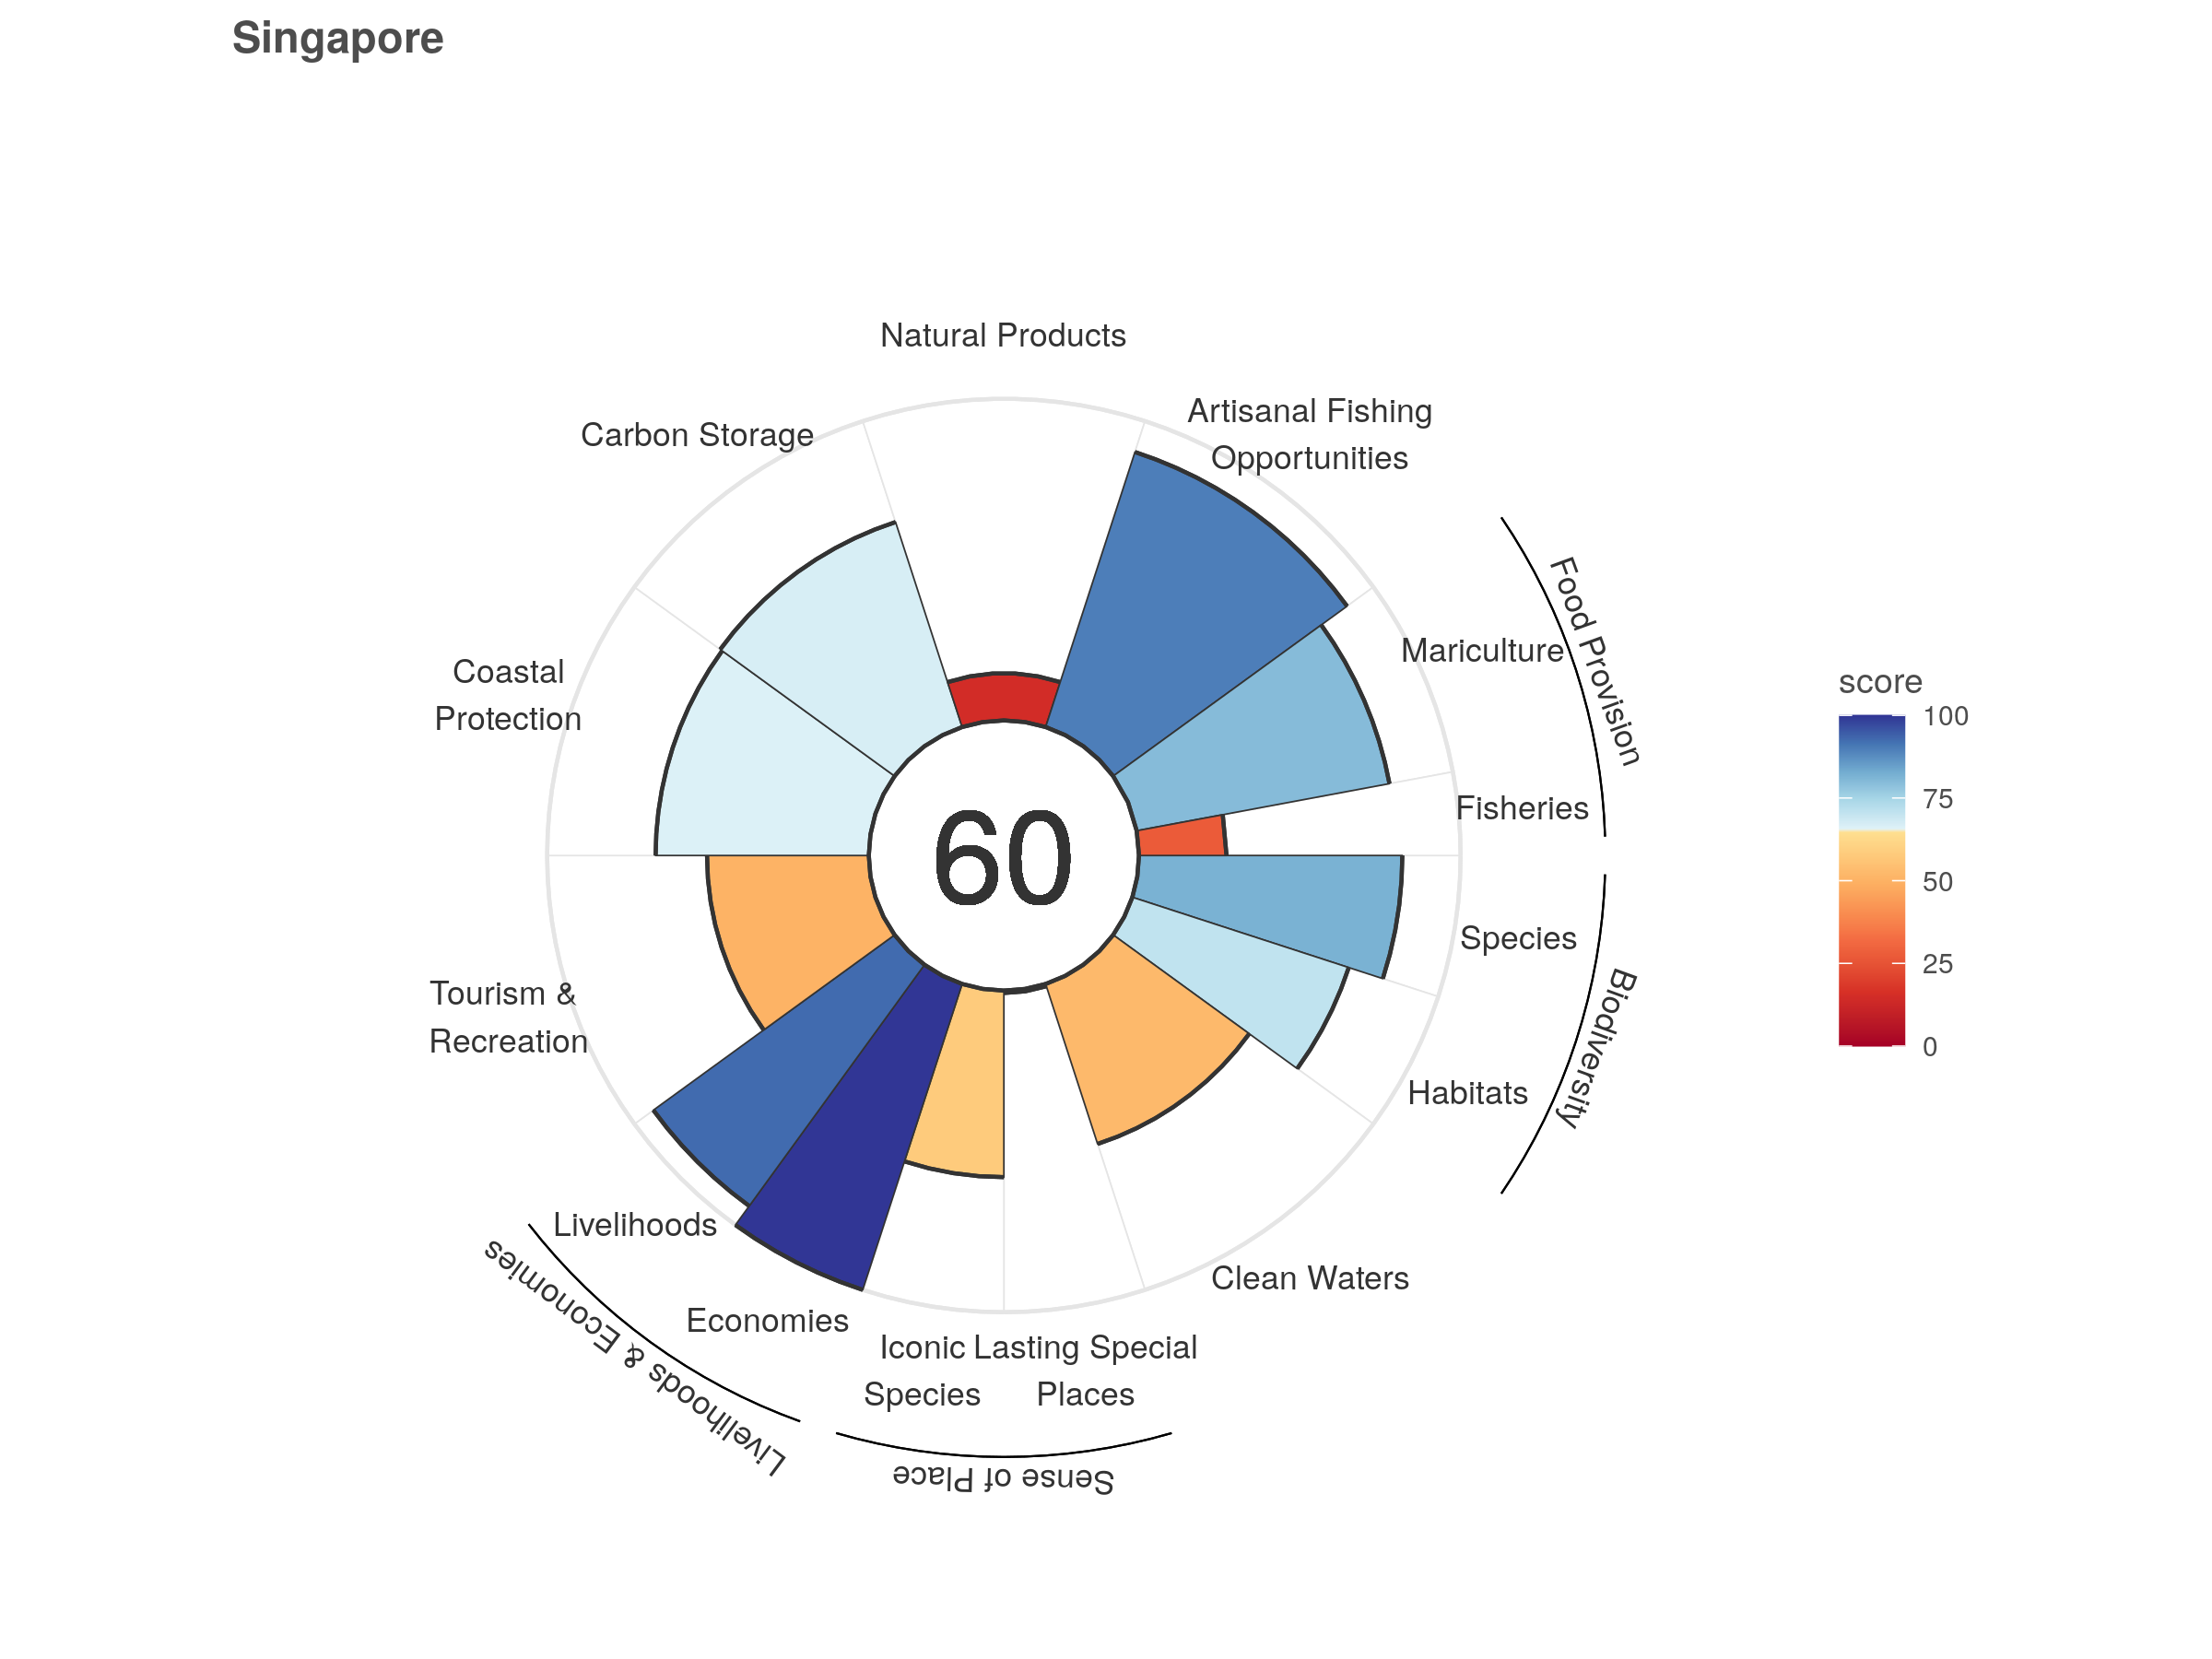 Singapore
Natural Products
Artisanal Fishing
Opportunities
Carbon Storage
Food Provision
Mariculture
Coastal
Protection
Fisheries
Species
Biodiversity
Tourism &
Recreation
Habitats
Livelihoods
Clean Waters
Economies
Livelihoods & Economies
Iconic
Species
Lasting Special
Places
Sense of Place
60
score
100
75
50
25
0